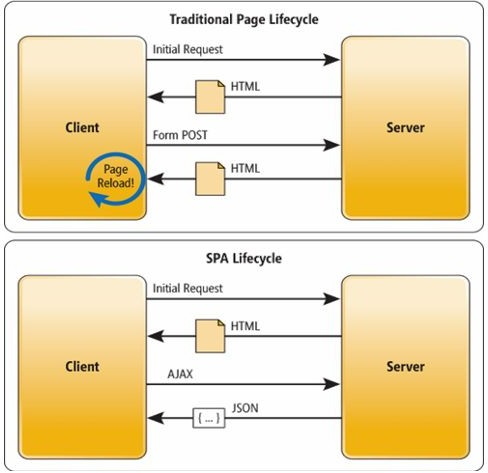 Traditional Page Lifecycle
Initial Request
HTML
Client
Server
Form POST
Page
Reload!
HTML
SPA Lifecycle
Initial Request
HTML
Client
Server
AJAX
JSON
{ ... }